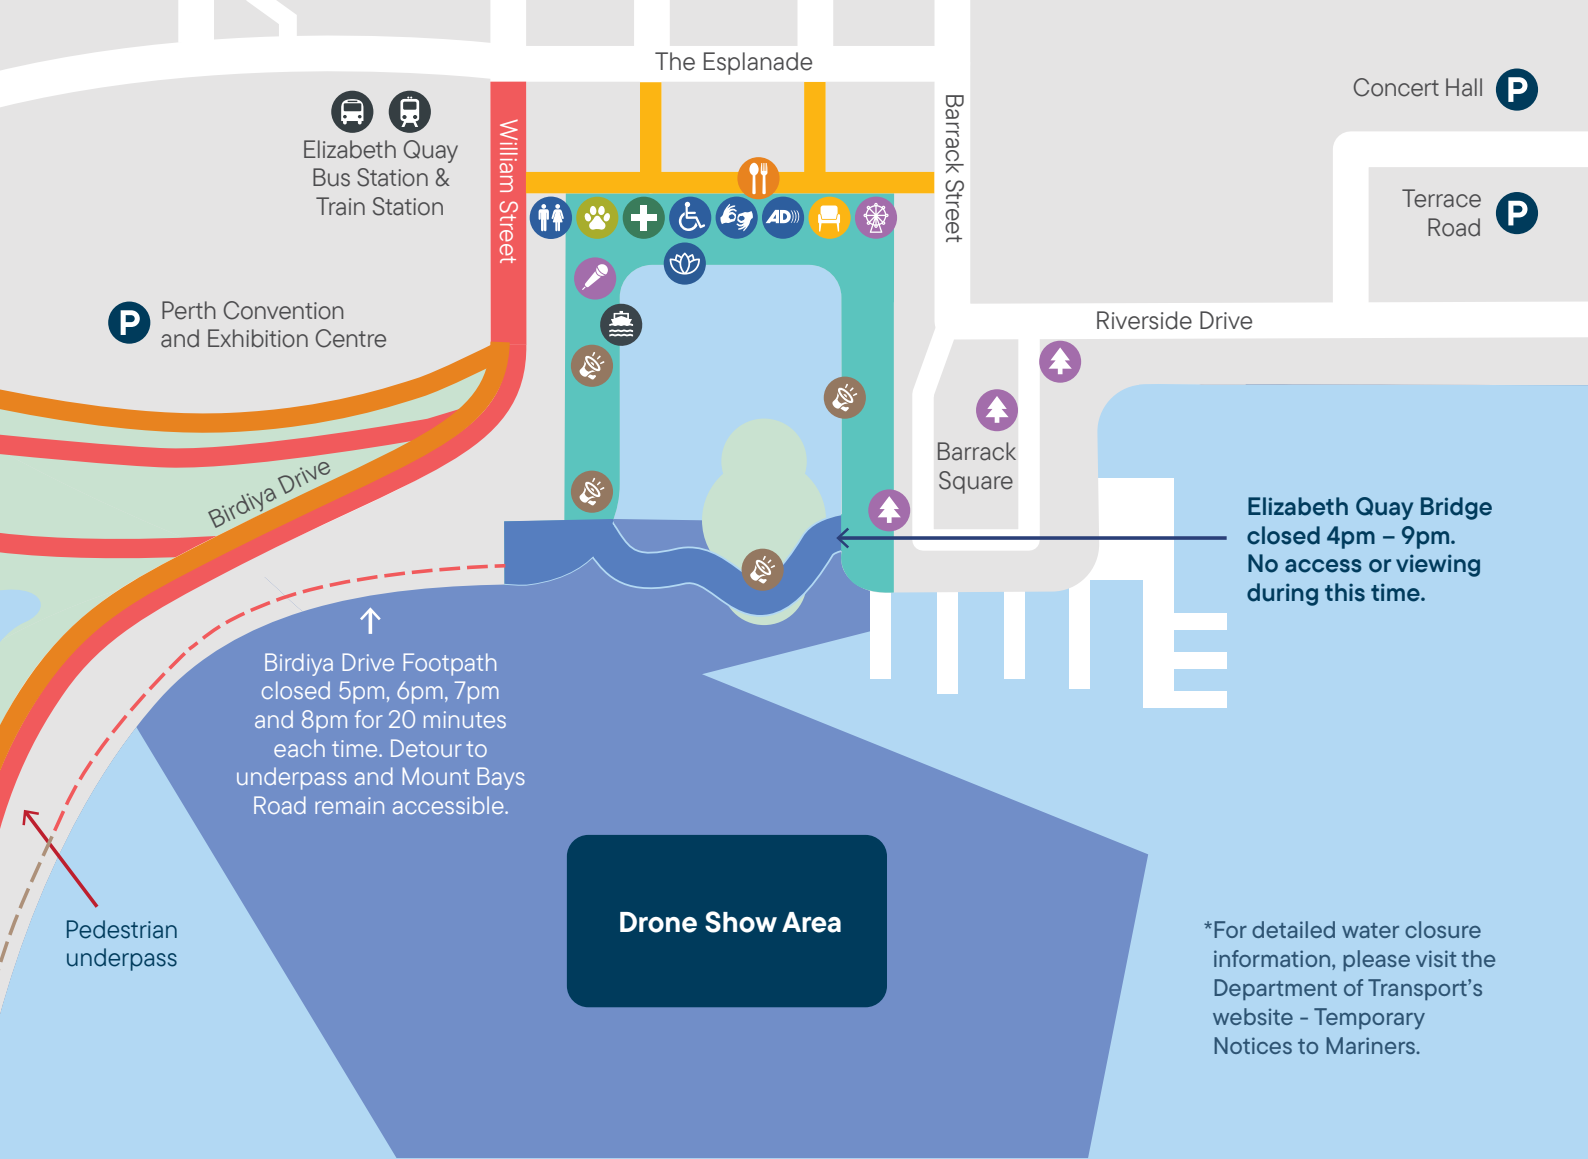 The Esplanade
Concert Hall P
Elizabeth Quay
Bus Station &
Train Station
William Street
Barrack Street
AD
Terrace
Road
P
P
Perth Convention
and Exhibition Centre
Riverside Drive
Barrack
Square
Birdiya Drive
Elizabeth Quay Bridge
closed 4pm – 9pm.
No access or viewing
during this time.
Birdiya Drive Footpath
closed 5pm, 6pm, 7pm
and 8pm for 20 minutes
each time. Detour to
underpass and Mount Bays
Road remain accessible.
Drone Show Area
Pedestrian
underpass
*For detailed water closure
information, please visit the
Department of Transport's
website - Temporary
Notices to Mariners.